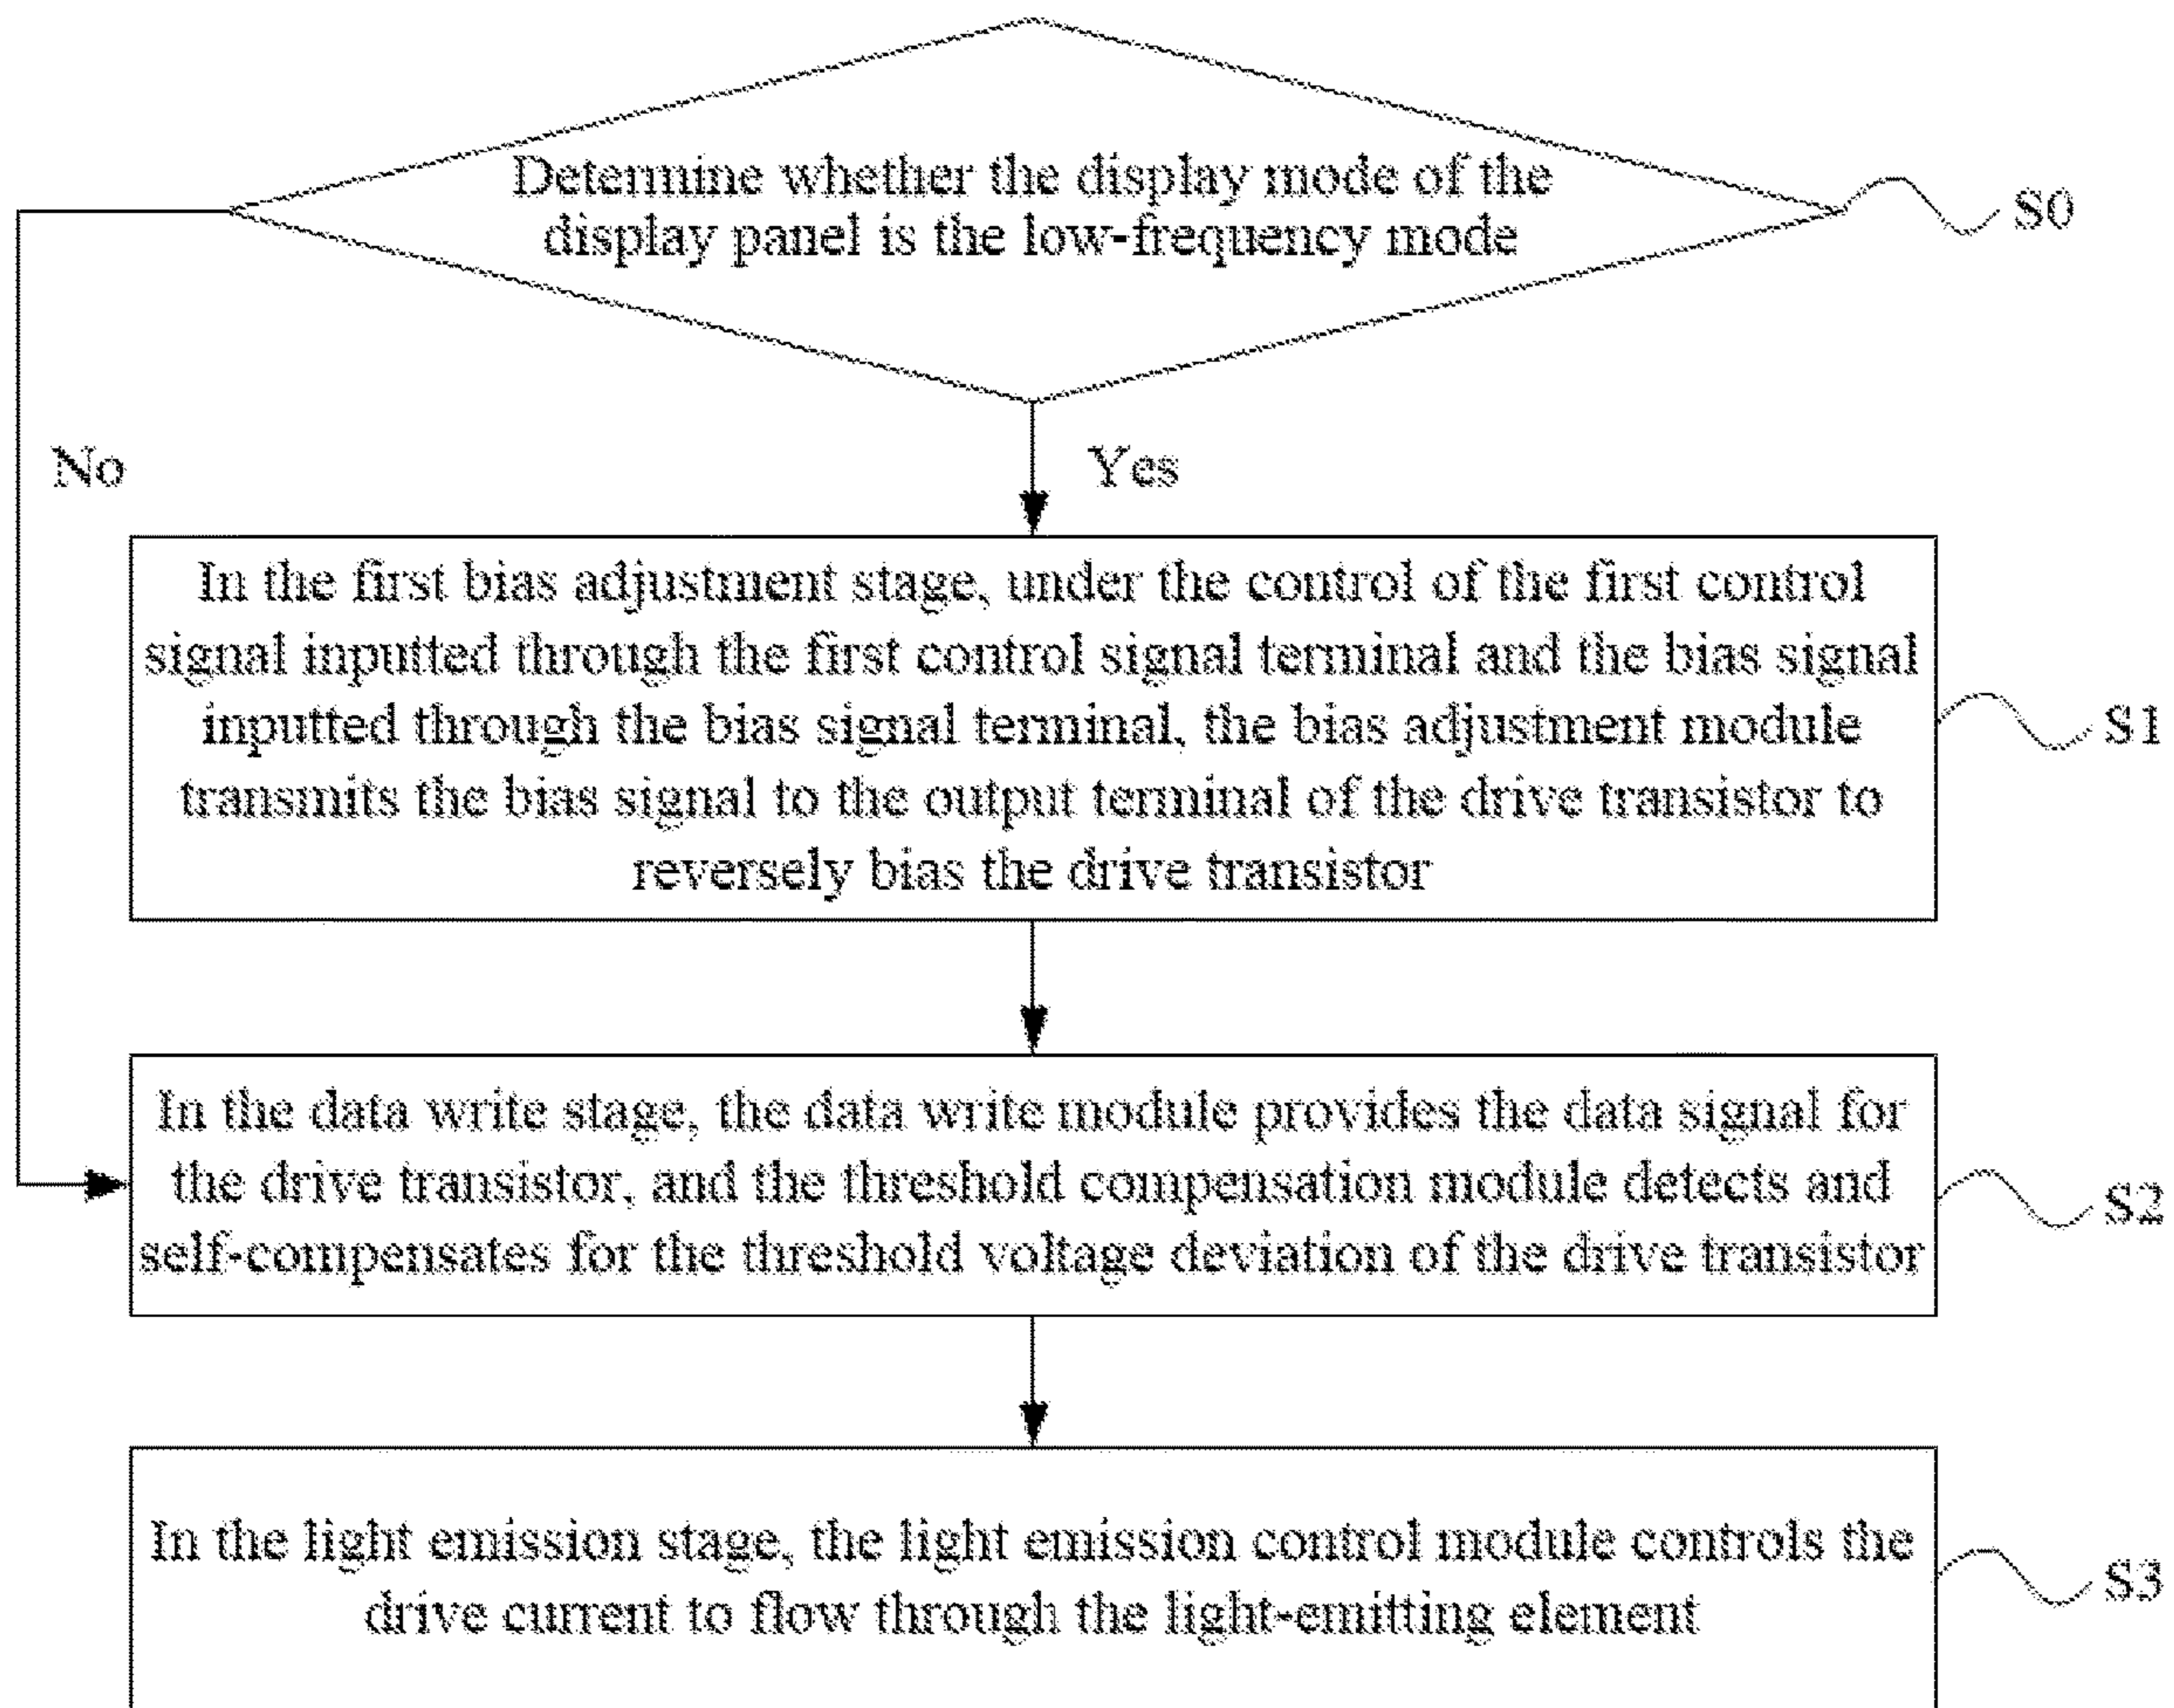 Determine whether the display mode of the
display panel is the low-frequency mode
S0
No
Yes
In the first bias adjustment stage, under the control of the first control
signal inputted through the first control signal terminal and the bias signal
inputted through the bias signal terminal, the bias adjustment module
transmits the bias signal to the output terminal of the drive transistor to
reversely bias the drive transistor
S1
In the data write stage, the data write module provides the data signal for
the drive transistor, and the threshold compensation module detects and
self-compensates for the threshold voltage deviation of the drive transistor
S2
In the light emission stage, the light emission control module controls the
drive current to flow through the light-emitting element
S3